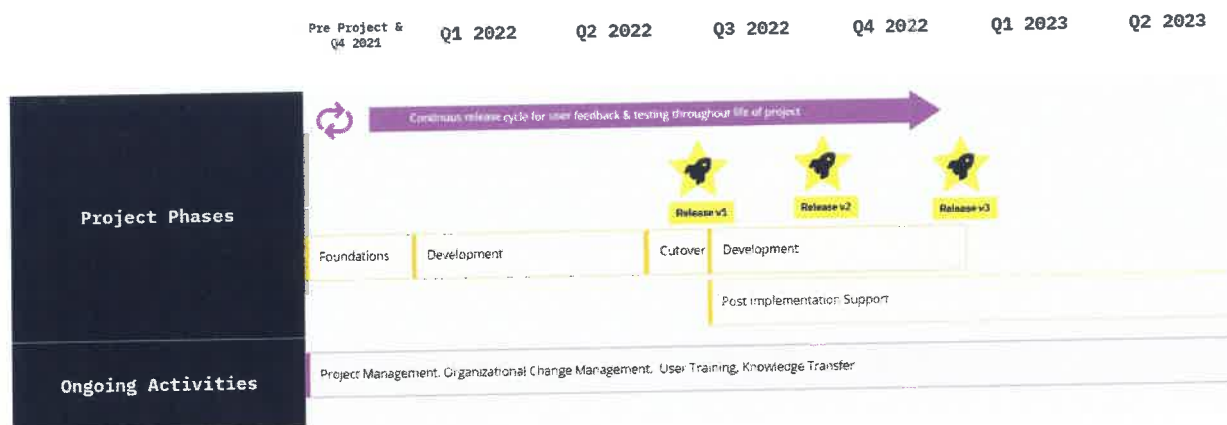 Pre Project &
Q4 2021
Q1 2022
Q2 2022
Q3 2022
Q4 2022
Q1 2023
Q2 2023
Continuous release cycle for user feedback & testing throughout life of project
Project Phases
Release v1
Release v2
Release v3
Foundations
Development
Cutover
Development
Post Implementation Support
Ongoing Activities
Project Management, Organizational Change Management, User Training, Knowledge Transfer